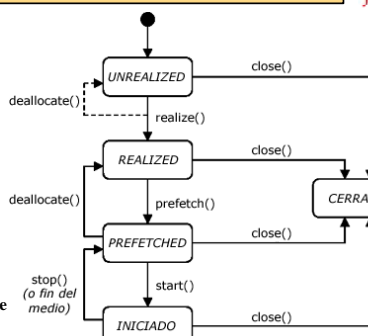 UNREALIZED
close()
deallocate()
realize()
close()
REALIZED
CERRA
deallocate()
prefetch()
PREFETCHED
close()
stop()
(o fin del
medio)
start()
e
INICIADO
close()